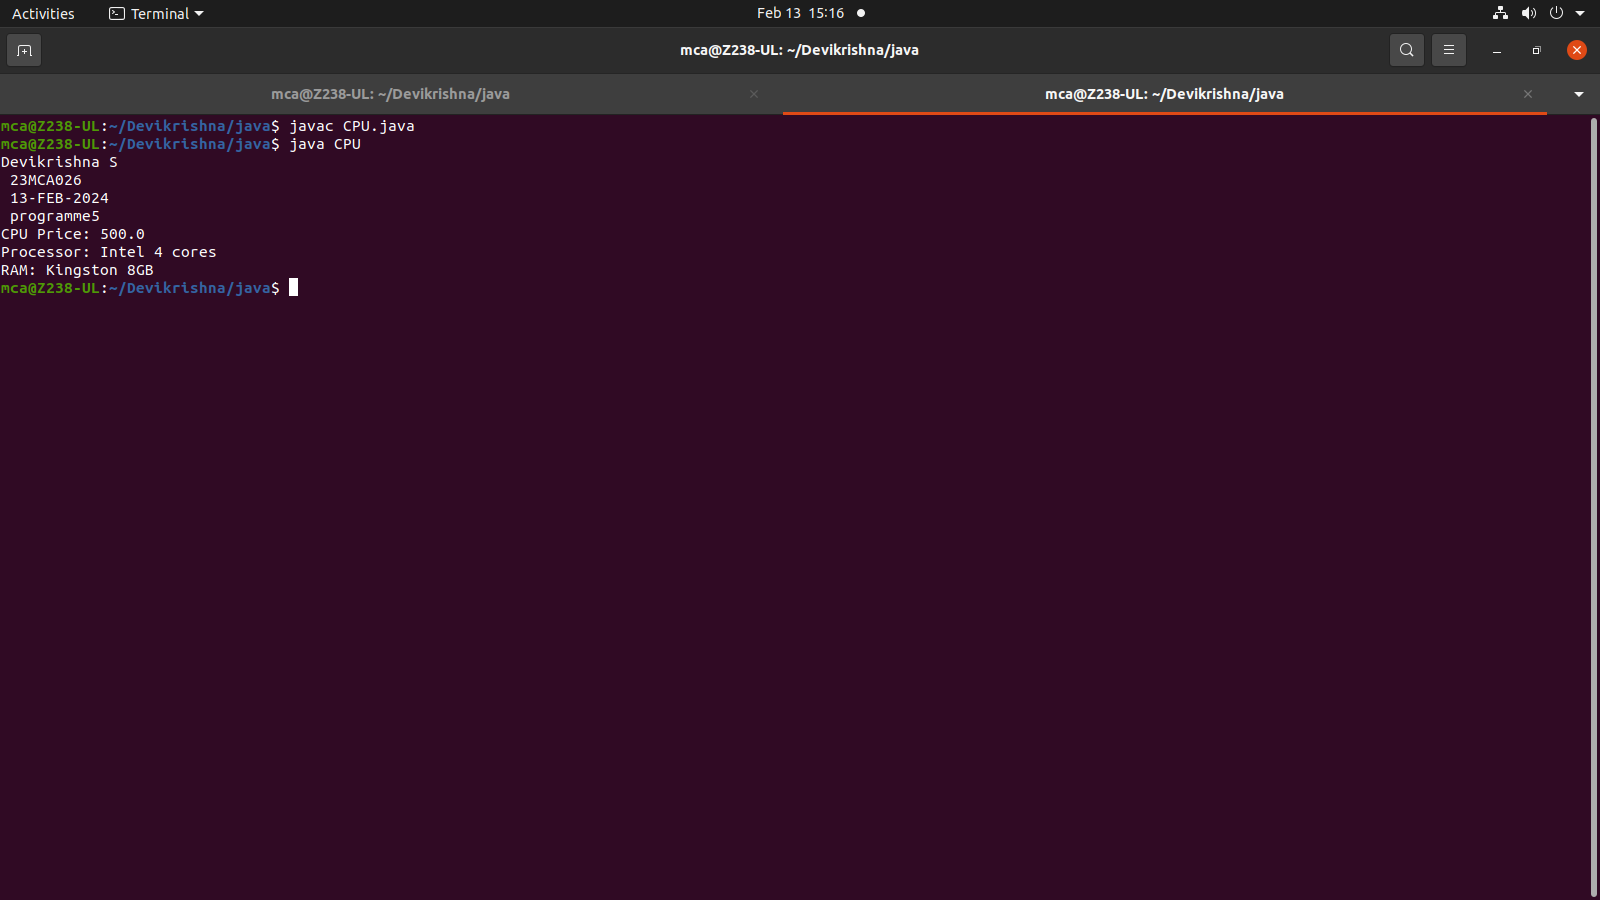 Activities Terminal Feb 13 15:16
mca@Z238-UL: ~/Devikrishna/java
mca@Z238-UL: ~/Devikrishna/java mca@Z238-UL: ~/Devikrishna/java
mca@Z238-UL:~/Devikrishna/java$ javac CPU.java
mca@Z238-UL:~/Devikrishna/java$ java CPU
Devikrishna S
 23MCA026
 13-FEB-2024
 programme5
CPU Price: 500.0
Processor: Intel 4 cores
RAM: Kingston 8GB
mca@Z238-UL:~/Devikrishna/java$